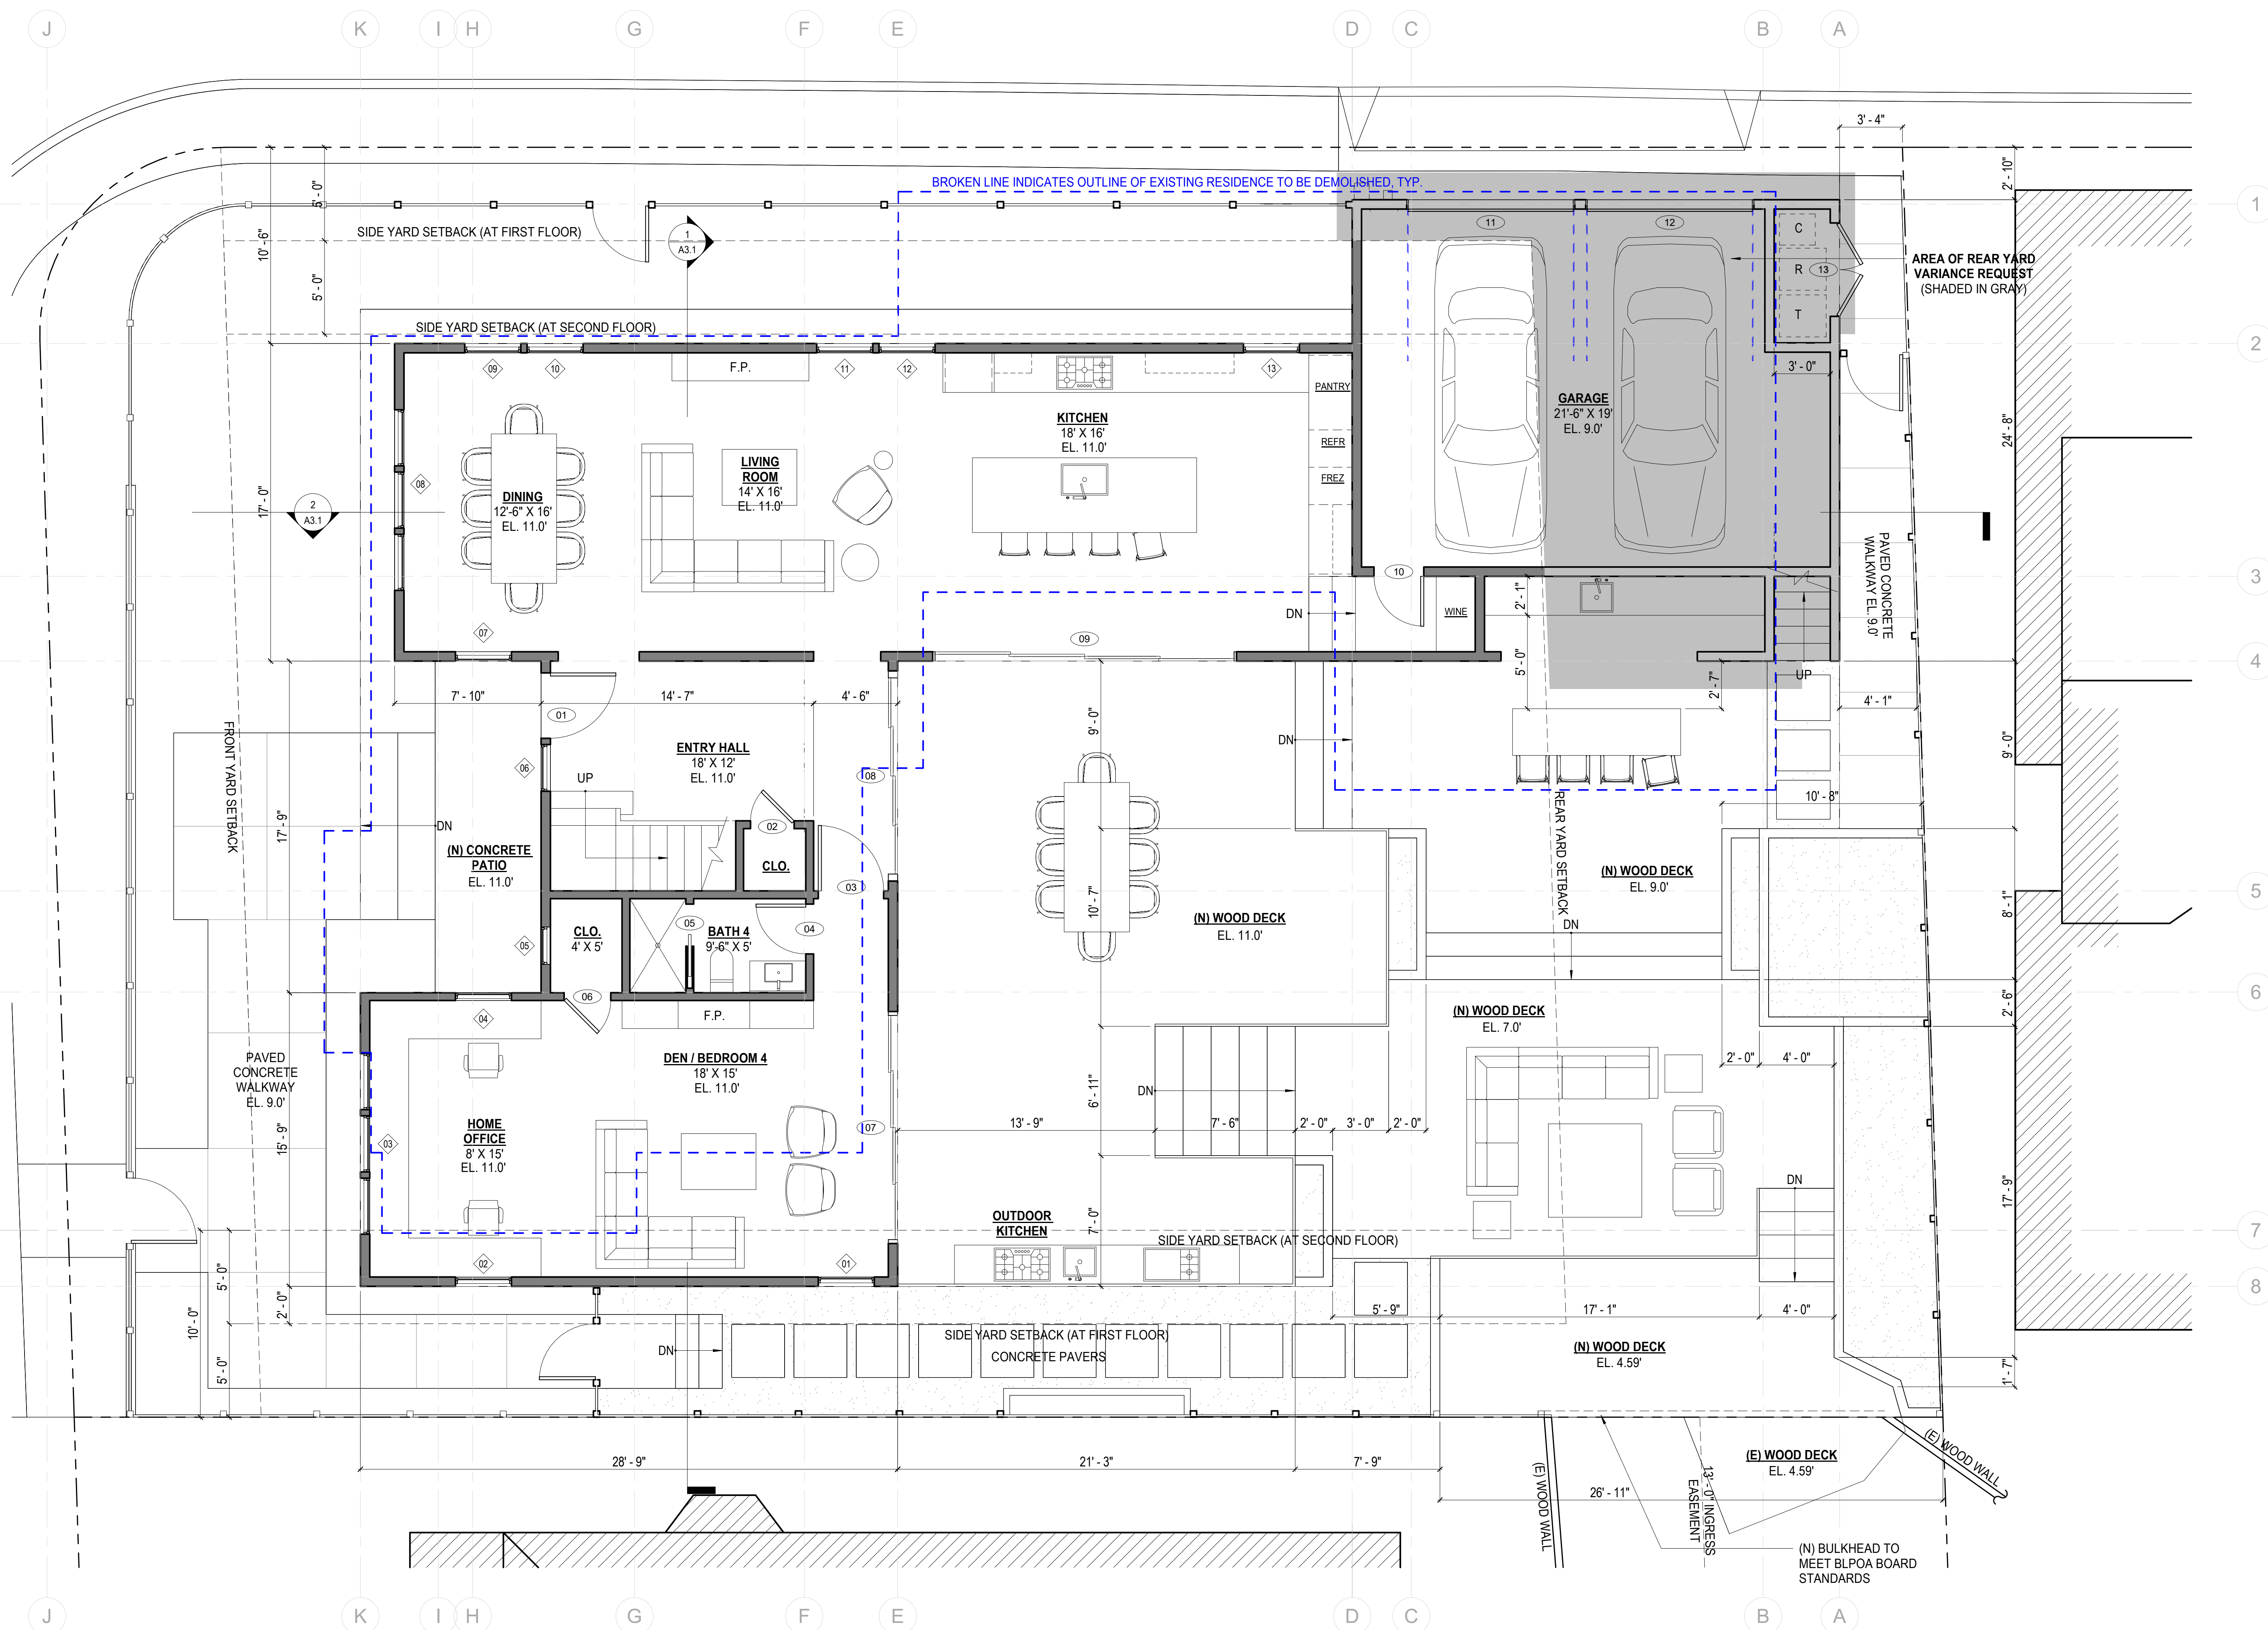 J K I H G F E D C B A
3' - 4"
2' - 10"
BROKEN LINE INDICATES OUTLINE OF EXISTING RESIDENCE TO BE DEMOLISHED, TYP.
5' - 0"
10' - 6"
5' - 0"
SIDE YARD SETBACK (AT FIRST FLOOR)
1
A3.1
11
12
C
R
T
13
AREA OF REAR YARD
VARIANCE REQUEST
(SHADED IN GRAY)
1
SIDE YARD SETBACK (AT SECOND FLOOR)
2
09
10
F.P.
11
12
13
PANTRY
REFR
FREZ
3' - 0"
GARAGE
21'-6" X 19'
EL. 9.0'
24' - 8"
KITCHEN
18' X 16'
EL. 11.0'
LIVING
ROOM
14' X 16'
EL. 11.0'
DINING
12'-6" X 16'
EL. 11.0'
08
17' - 0"
2
A3.1
PAVED CONCRETE
WALKWAY EL. 9.0'
3
10
WINE
2' - 1"
DN
07
09
5' - 0"
2' - 7"
UP
4
7' - 10"
14' - 7"
4' - 6"
4' - 1"
01
9' - 0"
DN
9' - 0"
FRONT YARD SETBACK
ENTRY HALL
18' X 12'
EL. 11.0'
06
UP
08
10' - 8"
REAR YARD SETBACK
17' - 9"
DN
02
CLO.
(N) CONCRETE
PATIO
EL. 11.0'
03
10' - 7"
(N) WOOD DECK
EL. 9.0'
5
8' - 1"
05
CLO.
4' X 5'
05
BATH 4
9'-6" X 5'
04
(N) WOOD DECK
EL. 11.0'
DN
06
6
2' - 6"
04
F.P.
(N) WOOD DECK
EL. 7.0'
PAVED
CONCRETE
WALKWAY
EL. 9.0'
DEN / BEDROOM 4
18' X 15'
EL. 11.0'
2' - 0"
4' - 0"
6' - 11"
DN
HOME
OFFICE
8' X 15'
EL. 11.0'
03
07
15' - 9"
13' - 9"
7' - 6"
2' - 0"
3' - 0"
2' - 0"
DN
17' - 9"
OUTDOOR
KITCHEN
7' - 0"
SIDE YARD SETBACK (AT SECOND FLOOR)
7
02
01
5' - 0"
2' - 0"
10' - 0"
8
5' - 9"
17' - 1"
4' - 0"
SIDE YARD SETBACK (AT FIRST FLOOR)
CONCRETE PAVERS
DN
5' - 0"
(N) WOOD DECK
EL. 4.59'
1' - 7"
28' - 9"
21' - 3"
7' - 9"
(E) WOOD WALL
13' - 0" INGRESS
EASEMENT
(E) WOOD DECK
EL. 4.59'
(E) WOOD WALL
26' - 11"
(N) BULKHEAD TO
MEET BLPOA BOARD
STANDARDS
J K I H G F E D C B A